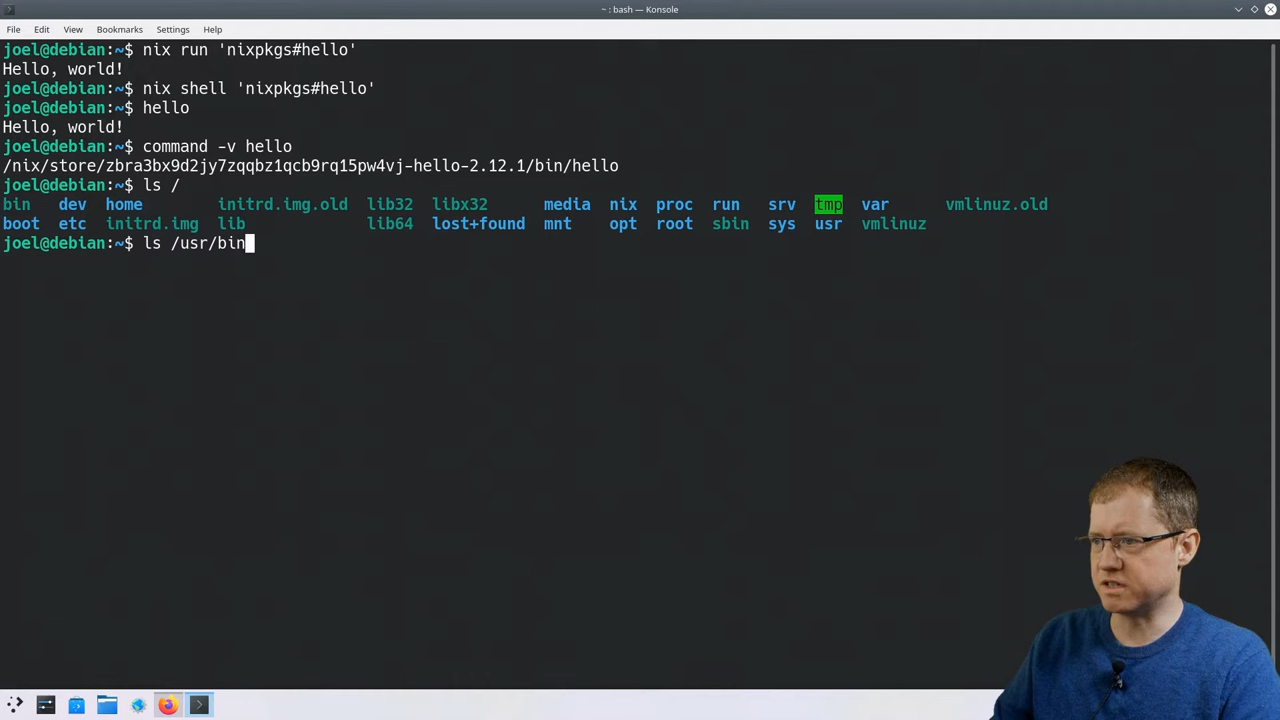 ~ : bash — Konsole
File Edit View Bookmarks Settings Help
joel@debian:~$ nix run 'nixpkgs#hello'
Hello, world!
joel@debian:~$ nix shell 'nixpkgs#hello'
joel@debian:~$ hello
Hello, world!
joel@debian:~$ command -v hello
/nix/store/zbra3bx9d2jy7zqqbz1qcb9rq15pw4vj-hello-2.12.1/bin/hello
joel@debian:~$ ls /
bin dev home initrd.img.old lib32 libx32 media nix proc run srv tmp var vmlinuz.old
boot etc initrd.img lib lib64 lost+found mnt opt root sbin sys usr vmlinuz
joel@debian:~$ ls /usr/bin